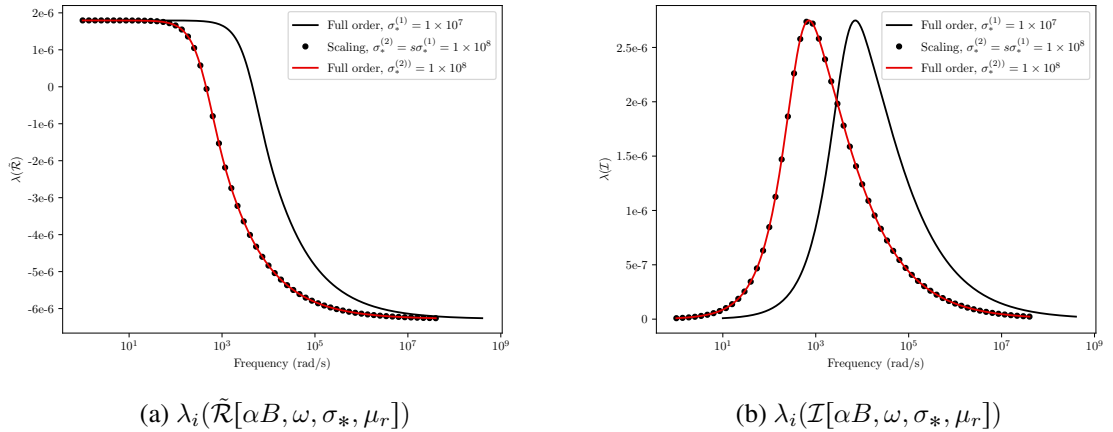 2e-6
1e-6
0
-1e-6
-2e-6
-3e-6
-4e-6
-5e-6
-6e-6
λ(R̃)
10¹ 10³ 10⁵ 10⁷ 10⁹
Frequency (rad/s)
Full order, σ∗⁽¹⁾ = 1 × 10⁷
Scaling, σ∗⁽²⁾ = sσ∗⁽¹⁾ = 1 × 10⁸
Full order, σ∗⁽²⁾⁾ = 1 × 10⁸
(a) λᵢ(R̃[αB, ω, σ∗, μᵣ])
2.5e-6
2e-6
1.5e-6
1e-6
5e-7
0
λ(I)
10¹ 10³ 10⁵ 10⁷ 10⁹
Frequency (rad/s)
Full order, σ∗⁽¹⁾ = 1 × 10⁷
Scaling, σ∗⁽²⁾ = sσ∗⁽¹⁾ = 1 × 10⁸
Full order, σ∗⁽²⁾⁾ = 1 × 10⁸
(b) λᵢ(I[αB, ω, σ∗, μᵣ])